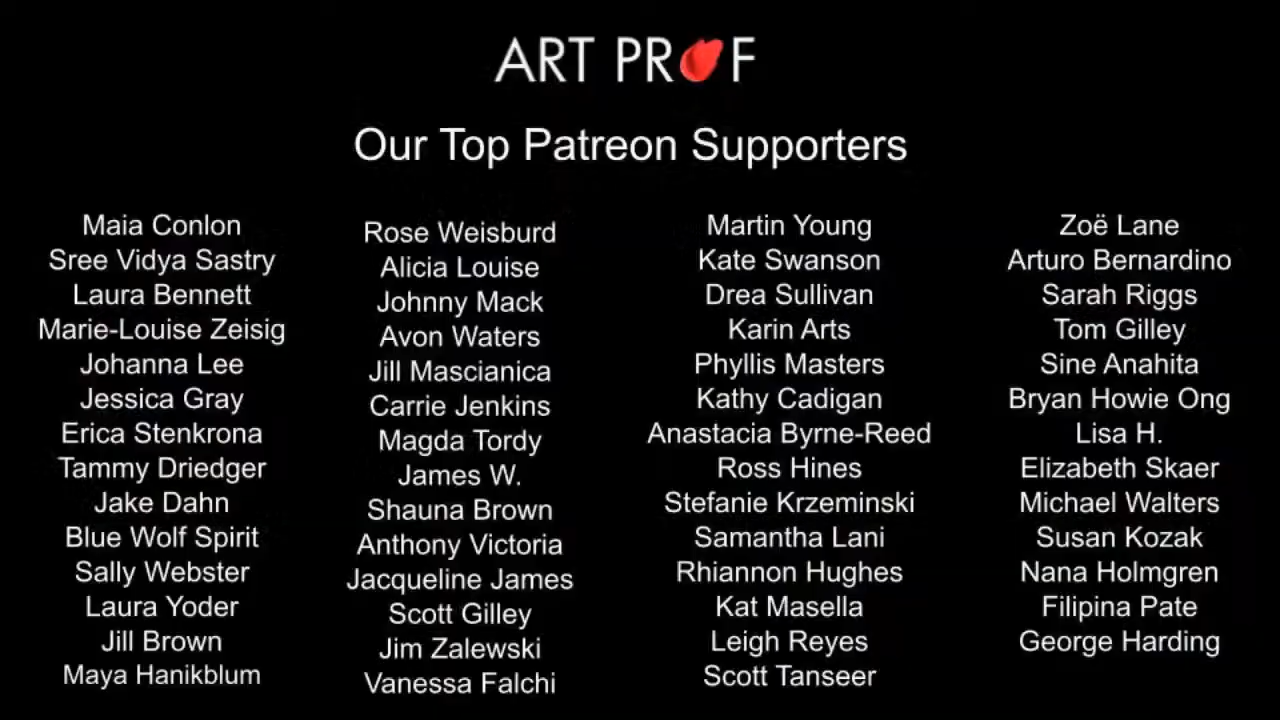 ART PROF
Our Top Patreon Supporters
Maia Conlon
Sree Vidya Sastry
Laura Bennett
Marie-Louise Zeisig
Johanna Lee
Jessica Gray
Erica Stenkrona
Tammy Driedger
Jake Dahn
Blue Wolf Spirit
Sally Webster
Laura Yoder
Jill Brown
Maya Hanikblum
Rose Weisburd
Alicia Louise
Johnny Mack
Avon Waters
Jill Mascianica
Carrie Jenkins
Magda Tordy
James W.
Shauna Brown
Anthony Victoria
Jacqueline James
Scott Gilley
Jim Zalewski
Vanessa Falchi
Martin Young
Kate Swanson
Drea Sullivan
Karin Arts
Phyllis Masters
Kathy Cadigan
Anastacia Byrne-Reed
Ross Hines
Stefanie Krzeminski
Samantha Lani
Rhiannon Hughes
Kat Masella
Leigh Reyes
Scott Tanseer
Zoë Lane
Arturo Bernardino
Sarah Riggs
Tom Gilley
Sine Anahita
Bryan Howie Ong
Lisa H.
Elizabeth Skaer
Michael Walters
Susan Kozak
Nana Holmgren
Filipina Pate
George Harding